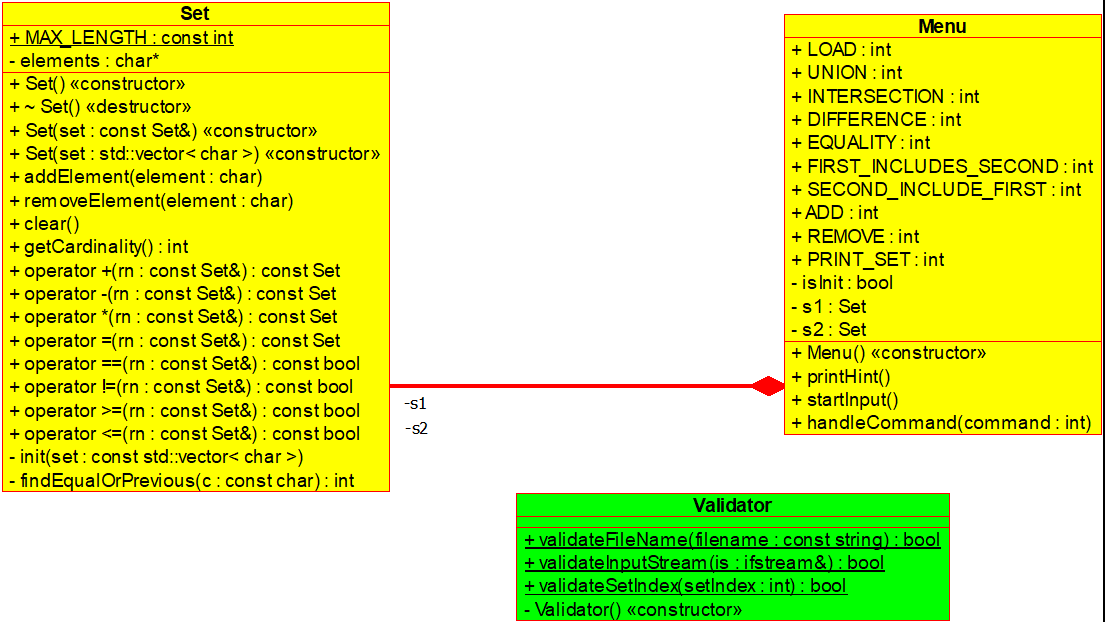 Set
+ MAX_LENGTH : const int
- elements : char*
+ Set() «constructor»
+ ~ Set() «destructor»
+ Set(set : const Set&) «constructor»
+ Set(set : std::vector< char >) «constructor»
+ addElement(element : char)
+ removeElement(element : char)
+ clear()
+ getCardinality() : int
+ operator +(rn : const Set&) : const Set
+ operator -(rn : const Set&) : const Set
+ operator *(rn : const Set&) : const Set
+ operator =(rn : const Set&) : const Set
+ operator ==(rn : const Set&) : const bool
+ operator !=(rn : const Set&) : const bool
+ operator >=(rn : const Set&) : const bool
+ operator <=(rn : const Set&) : const bool
- init(set : const std::vector< char >)
- findEqualOrPrevious(c : const char) : int
-s1
-s2
Menu
+ LOAD : int
+ UNION : int
+ INTERSECTION : int
+ DIFFERENCE : int
+ EQUALITY : int
+ FIRST_INCLUDES_SECOND : int
+ SECOND_INCLUDE_FIRST : int
+ ADD : int
+ REMOVE : int
+ PRINT_SET : int
- isInit : bool
- s1 : Set
- s2 : Set
+ Menu() «constructor»
+ printHint()
+ startInput()
+ handleCommand(command : int)
Validator
+ validateFileName(filename : const string) : bool
+ validateInputStream(is : ifstream&) : bool
+ validateSetIndex(setIndex : int) : bool
- Validator() «constructor»